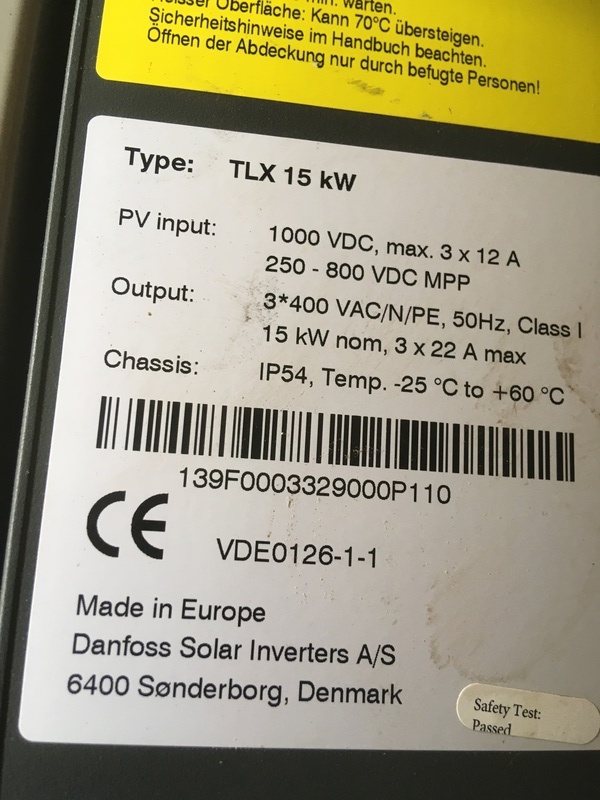 min. warten.
Heisser Oberfläche: Kann 70°C übersteigen.
Sicherheitshinweise im Handbuch beachten.
Öffnen der Abdeckung nur durch befugte Personen!
Type: TLX 15 kW
PV input: 1000 VDC, max. 3 x 12 A
250 - 800 VDC MPP
Output: 3*400 VAC/N/PE, 50Hz, Class I
15 kW nom, 3 x 22 A max
Chassis: IP54, Temp. -25 °C to +60 °C
139F0003329000P110
CE VDE0126-1-1
Made in Europe
Danfoss Solar Inverters A/S
6400 Sønderborg, Denmark
Safety Test:
Passed